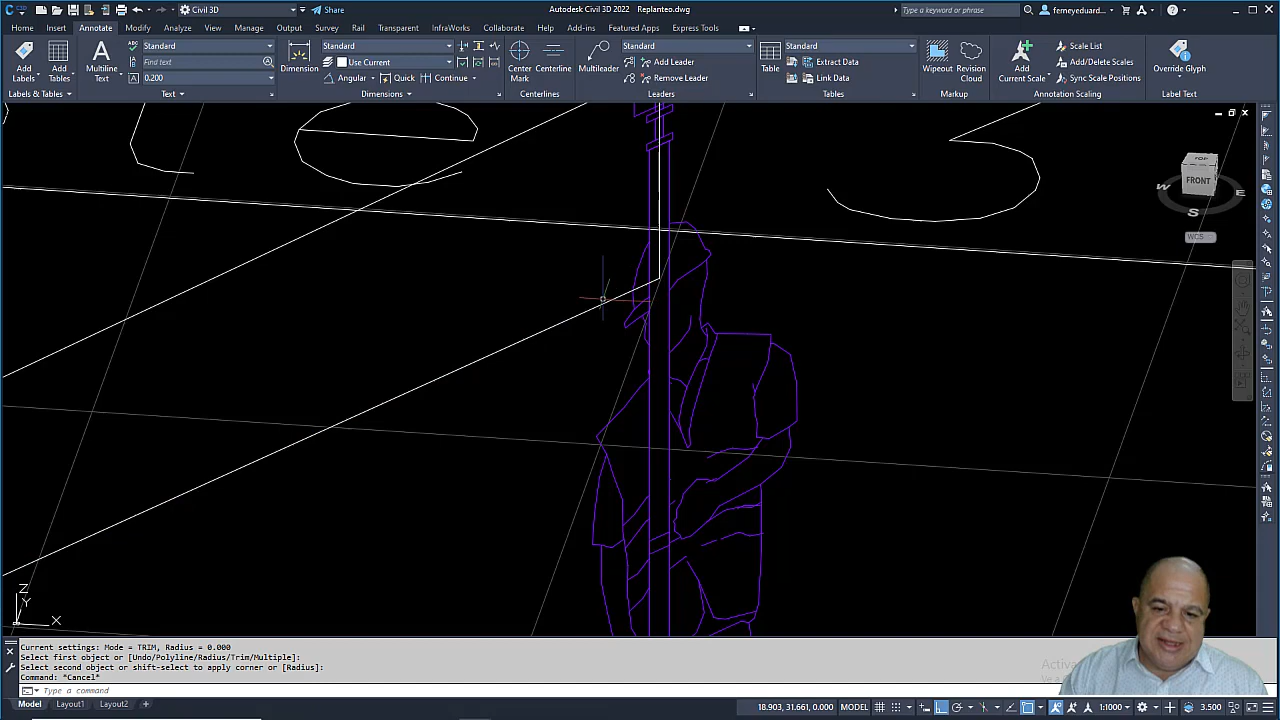 Civil 3D
Share
Autodesk Civil 3D 2022 Replanteo.dwg
Type a keyword or phrase
ferneyeduard...
Home Insert Annotate Modify Analyze View Manage Output Survey Rail Transparent InfraWorks Collaborate Help Add-ins Featured Apps Express Tools
Add Labels
Add Tables
Labels & Tables
Multiline Text
Standard
Find text
0.200
Text
Dimension
Standard
Use Current
Angular Quick Continue
Dimensions
Center Mark
Centerline
Centerlines
Multileader
Standard
Add Leader
Remove Leader
Leaders
Table
Standard
Extract Data
Link Data
Tables
Wipeout
Revision Cloud
Markup
Add Current Scale
Scale List
Add/Delete Scales
Sync Scale Positions
Annotation Scaling
Override Glyph
Label Text
e 3
TOP
FRONT
W E
S
WCS
Z
Y
X
Current settings: Mode = TRIM, Radius = 0.000
Select first object or [Undo/Polyline/Radius/Trim/Multiple]:
Select second object or shift-select to apply corner or [Radius]:
Command: *Cancel*
Type a command
Model Layout1 Layout2 +
18.903, 31.661, 0.000 MODEL
1:1000
3.500